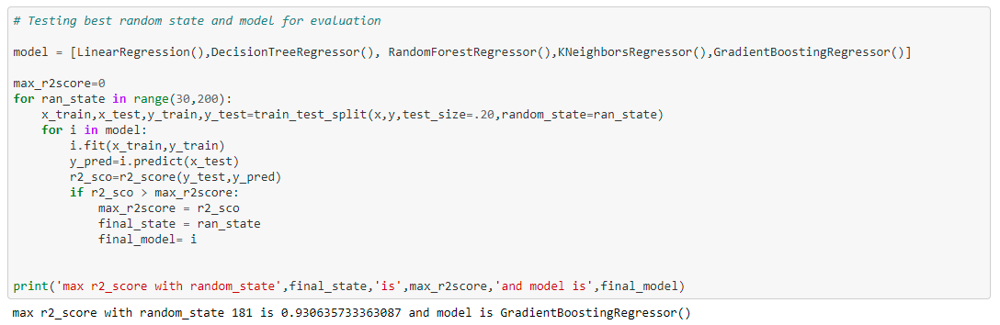 # Testing best random state and model for evaluation
model = [LinearRegression(),DecisionTreeRegressor(), RandomForestRegressor(),KNeighborsRegressor(),GradientBoostingRegressor()]
max_r2score=0
for ran_state in range(30,200):
    x_train,x_test,y_train,y_test=train_test_split(x,y,test_size=.20,random_state=ran_state)
    for i in model:
        i.fit(x_train,y_train)
        y_pred=i.predict(x_test)
        r2_sco=r2_score(y_test,y_pred)
        if r2_sco > max_r2score:
            max_r2score = r2_sco
            final_state = ran_state
            final_model= i
print('max r2_score with random_state',final_state,'is',max_r2score,'and model is',final_model)
max r2_score with random_state 181 is 0.930635733363087 and model is GradientBoostingRegressor()